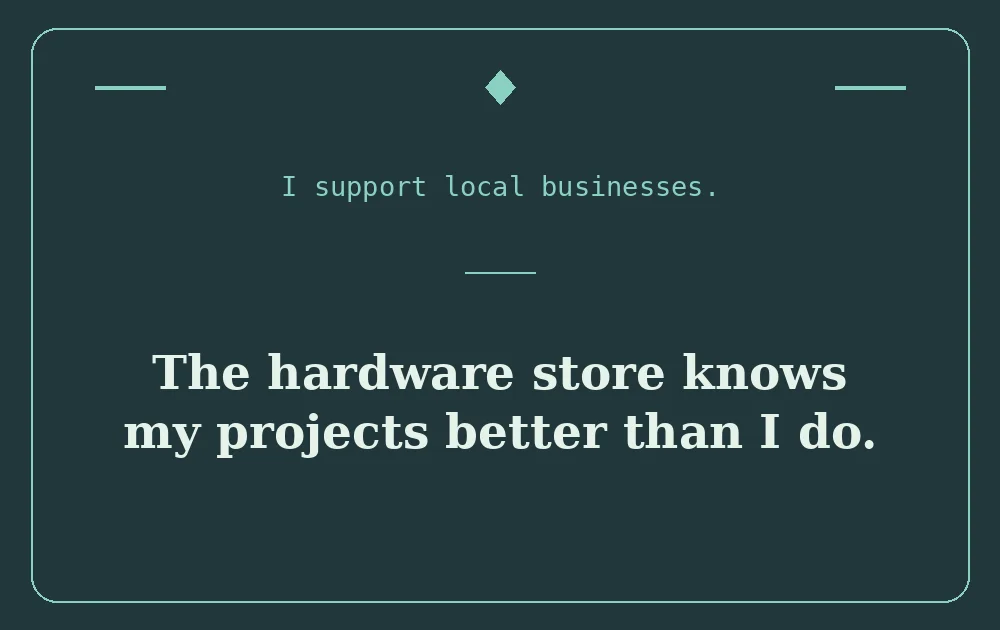 I support local businesses.
The hardware store knows
my projects better than I do.